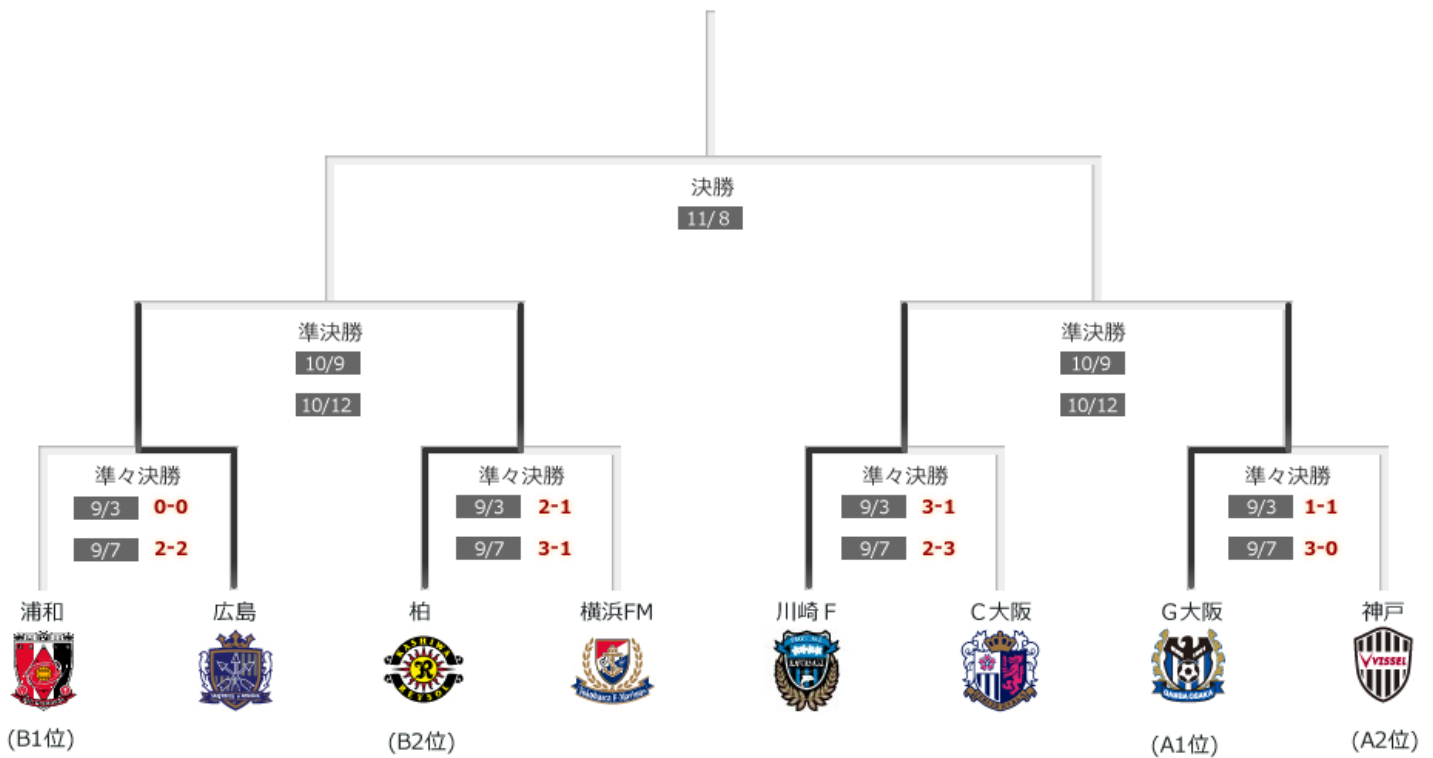 決勝
11/8
準決勝
10/9
10/12
準決勝
10/9
10/12
準々決勝
9/3 0-0
9/7 2-2
準々決勝
9/3 2-1
9/7 3-1
準々決勝
9/3 3-1
9/7 2-3
準々決勝
9/3 1-1
9/7 3-0
浦和
広島
柏
横浜FM
川崎F
C大阪
G大阪
神戸
KASHIWA
REYSOL
GAMBA OSAKA
VISSEL
(B1位)
(B2位)
(A1位)
(A2位)